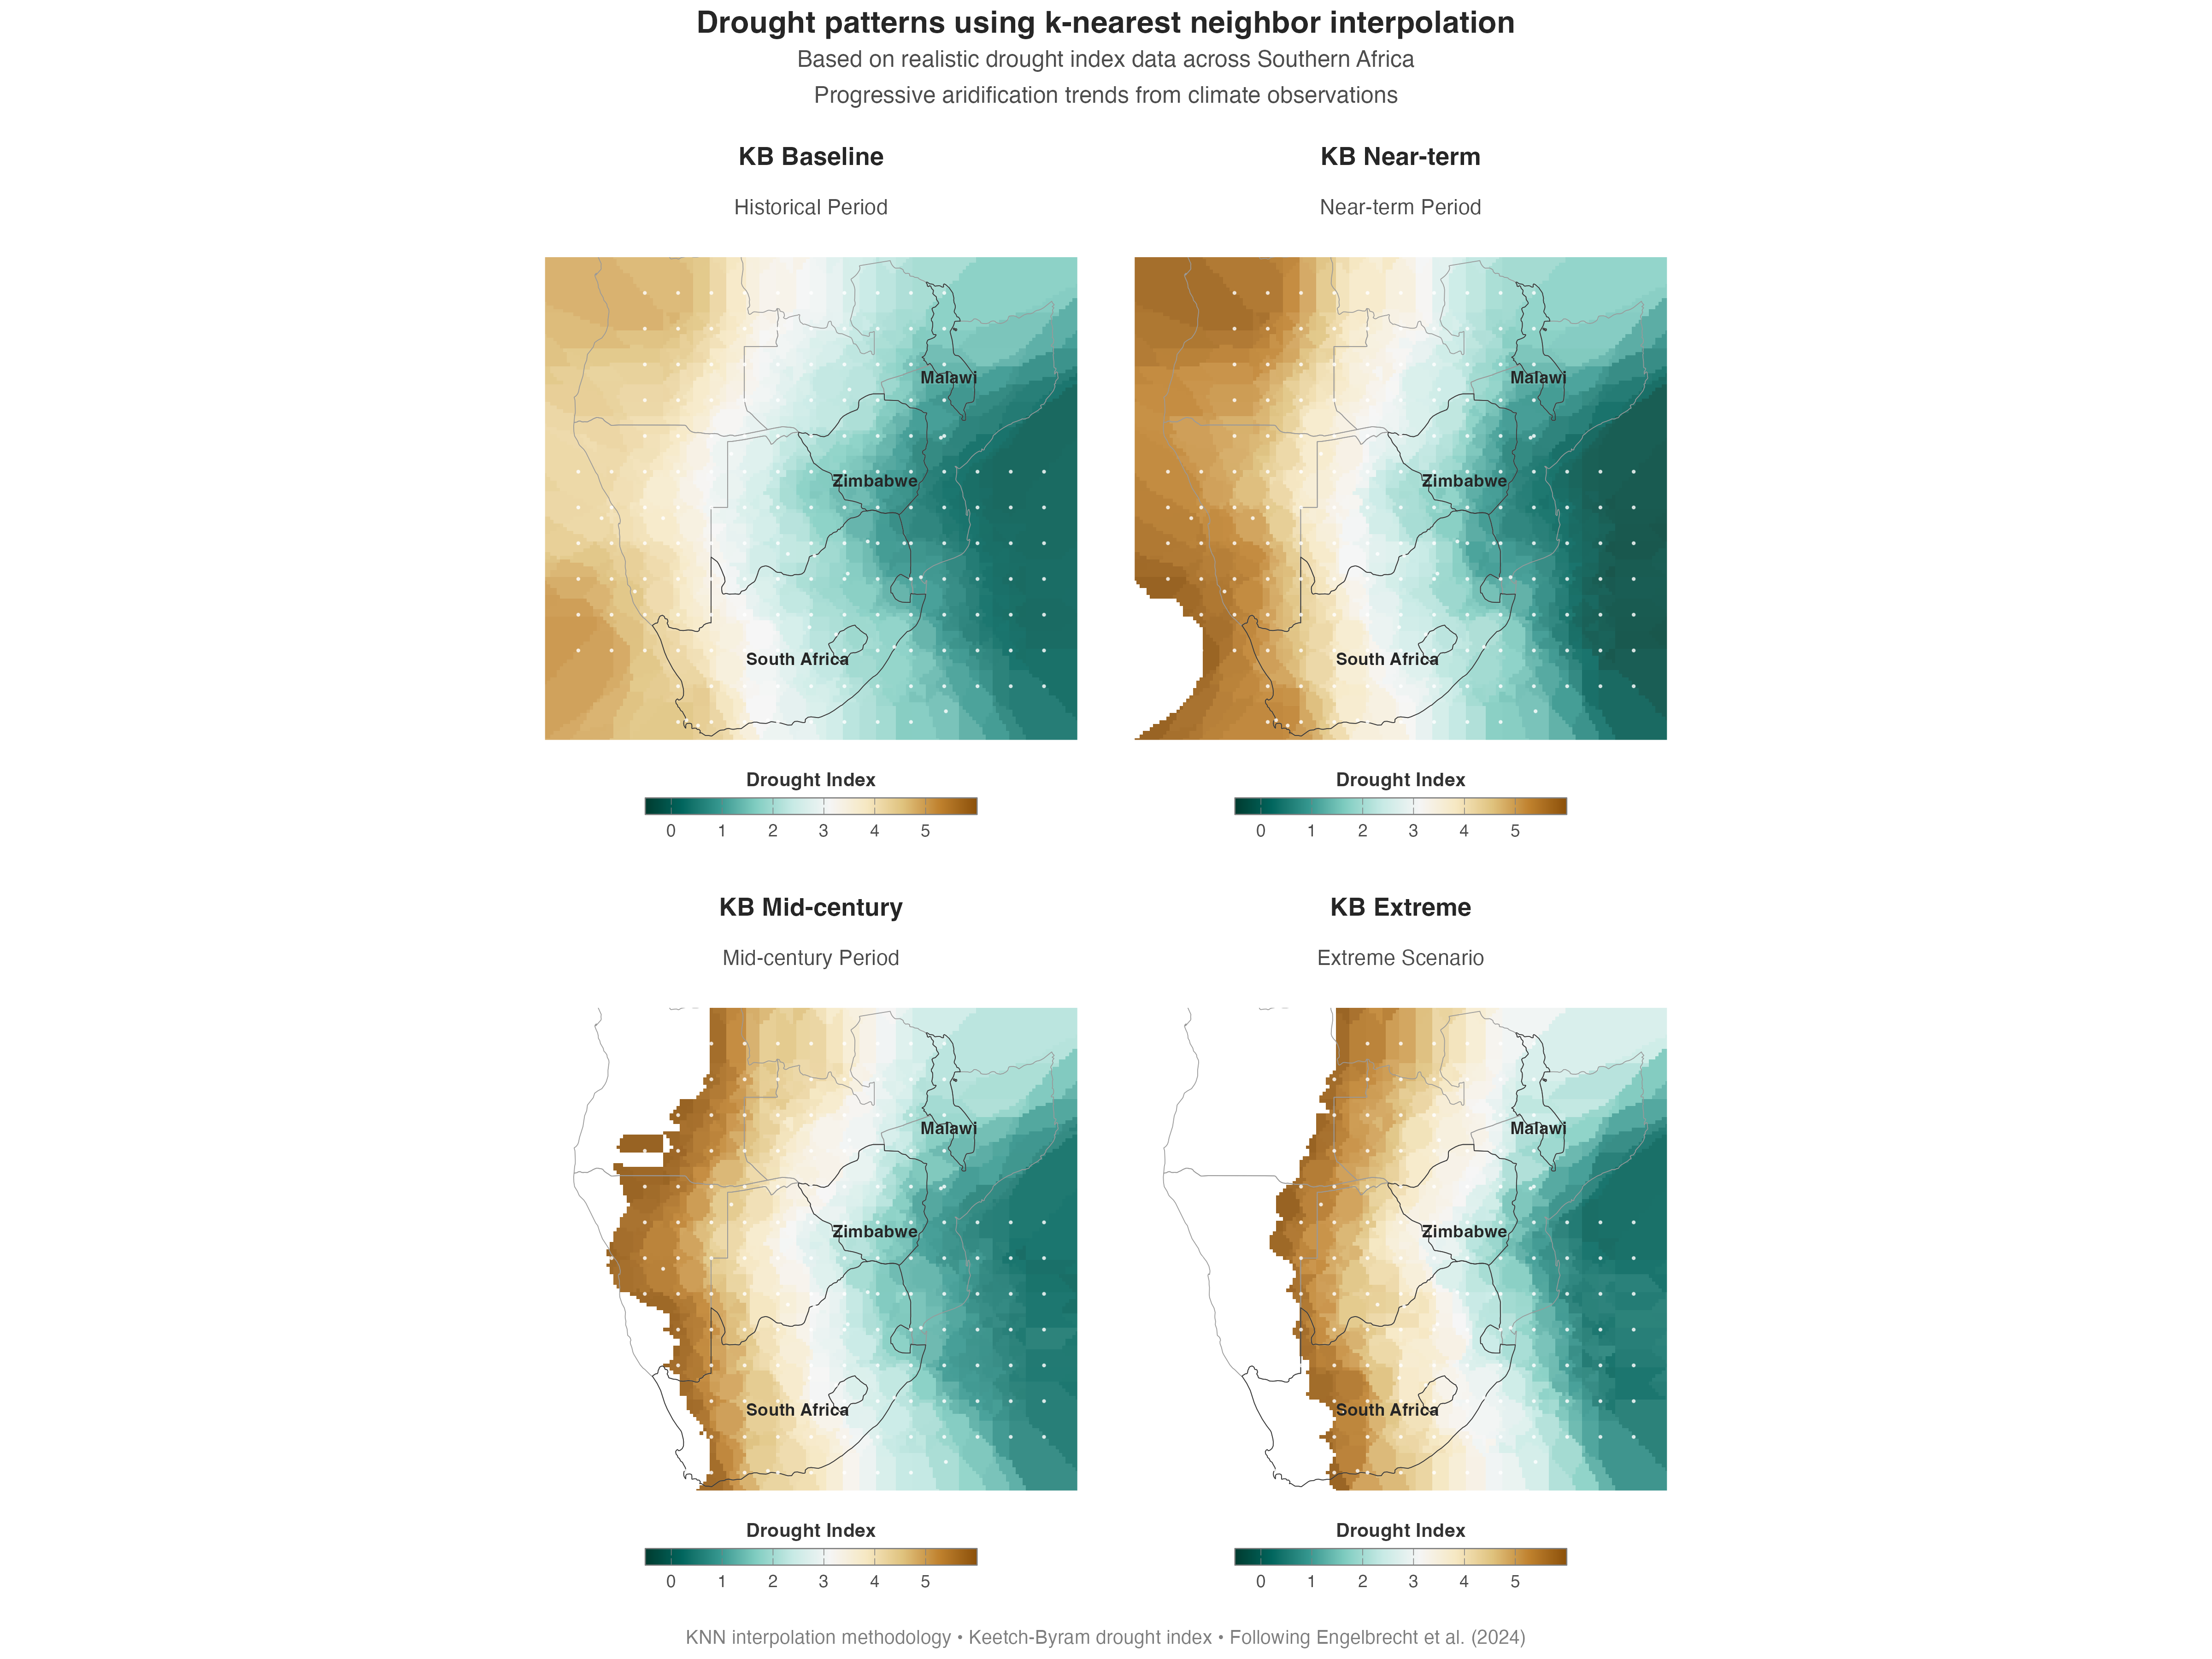 Drought patterns using k-nearest neighbor interpolation
Based on realistic drought index data across Southern Africa
Progressive aridification trends from climate observations
KB Baseline
Historical Period
Malawi
Zimbabwe
South Africa
Drought Index
0 1 2 3 4 5
KB Near-term
Near-term Period
Malawi
Zimbabwe
South Africa
Drought Index
0 1 2 3 4 5
KB Mid-century
Mid-century Period
Malawi
Zimbabwe
South Africa
Drought Index
0 1 2 3 4 5
KB Extreme
Extreme Scenario
Malawi
Zimbabwe
South Africa
Drought Index
0 1 2 3 4 5
KNN interpolation methodology • Keetch-Byram drought index • Following Engelbrecht et al. (2024)